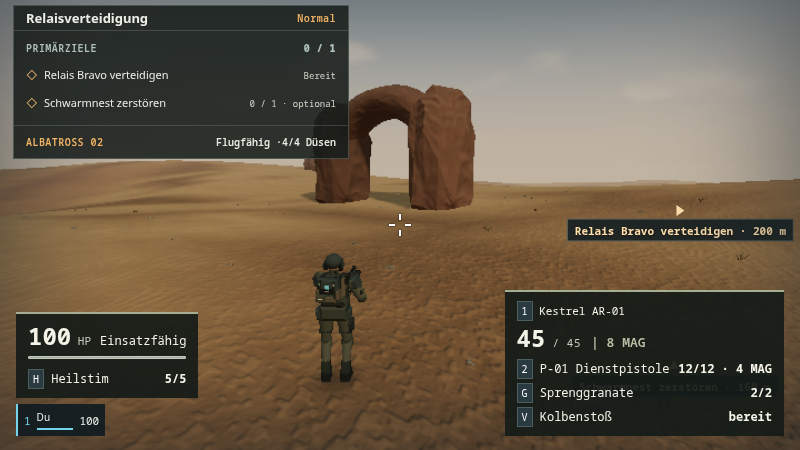 Relaisverteidigung Normal
PRIMÄRZIELE 0 / 1
Relais Bravo verteidigen Bereit
Schwarmnest zerstören 0 / 1 · optional
ALBATROSS 02 Flugfähig ·4/4 Düsen
Relais Bravo verteidigen · 200 m
1 Kestrel AR-01
45 / 45 | 8 MAG
2 P-01 Dienstpistole 12/12 · 4 MAG
Schwarmnest zerstören
G Sprenggranate 2/2
V Kolbenstoß bereit
100 HP Einsatzfähig
H Heilstim 5/5
1 Du 100